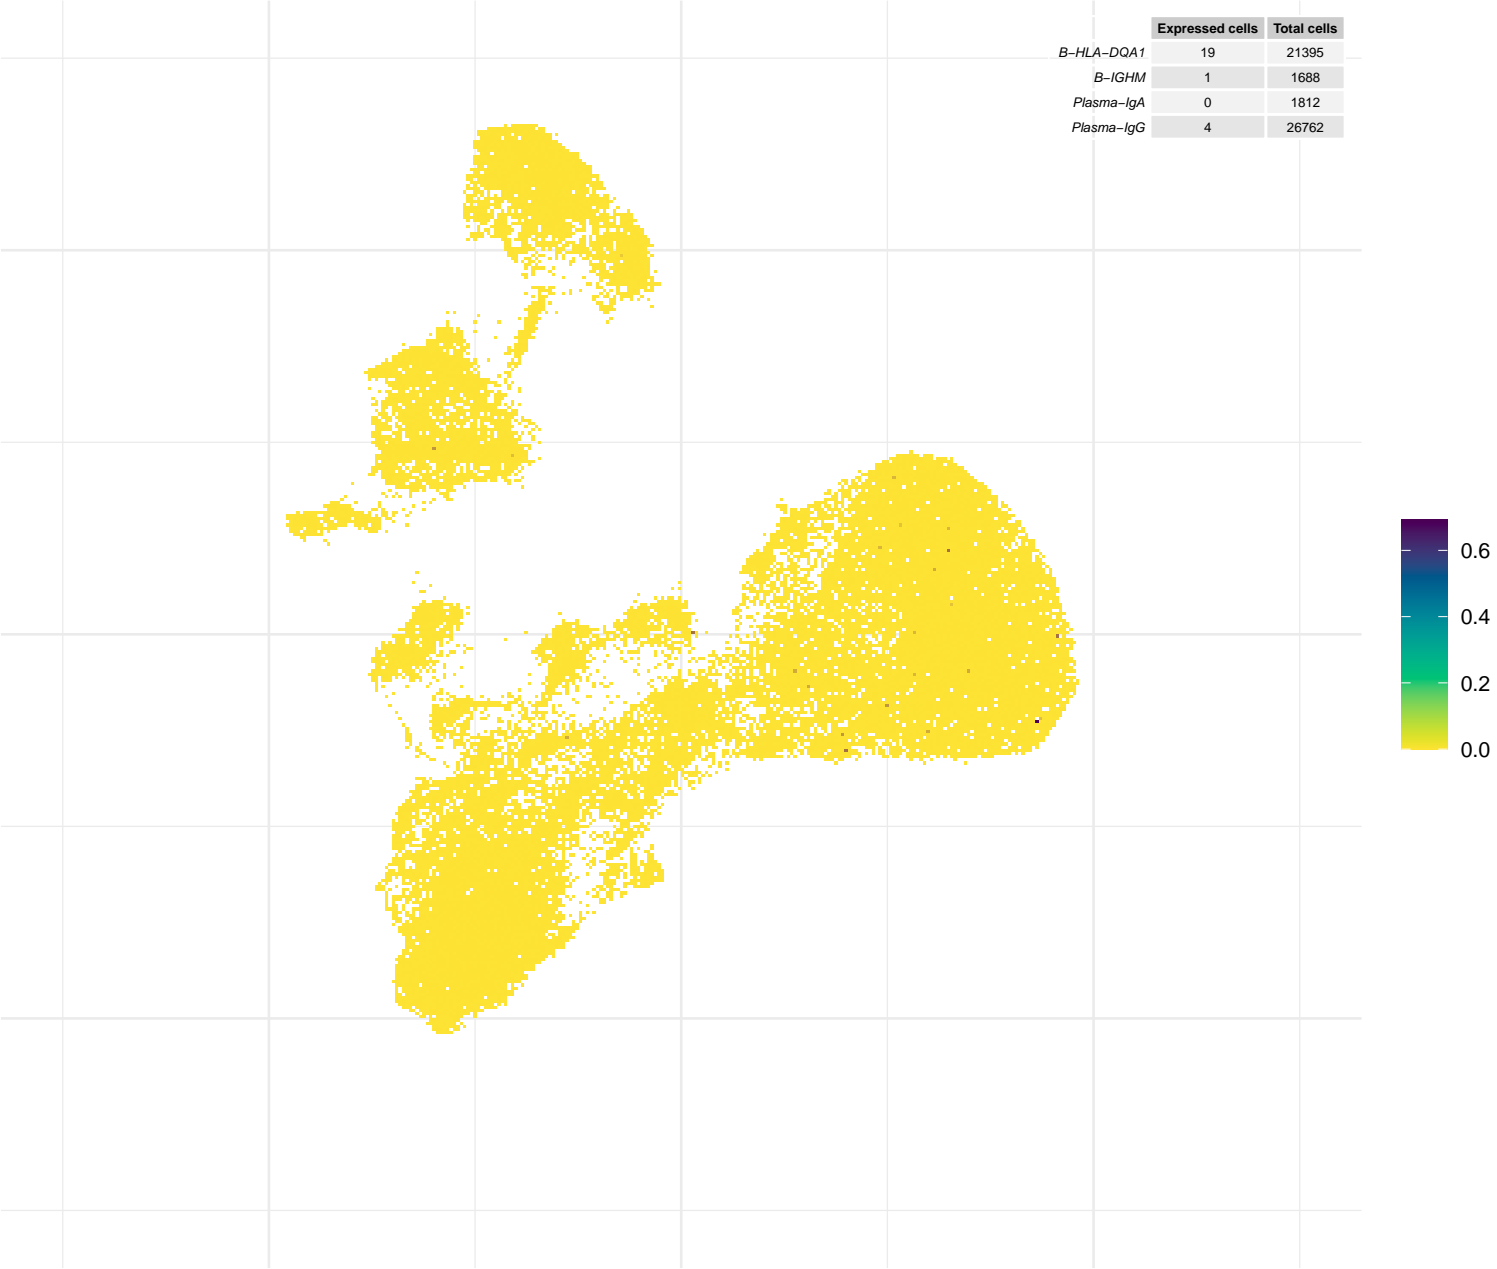 Expressed cells Total cells
B−HLA−DQA1 19 21395
B−IGHM 1 1688
Plasma−IgA 0 1812
Plasma−IgG 4 26762
0.6
0.4
0.2
0.0